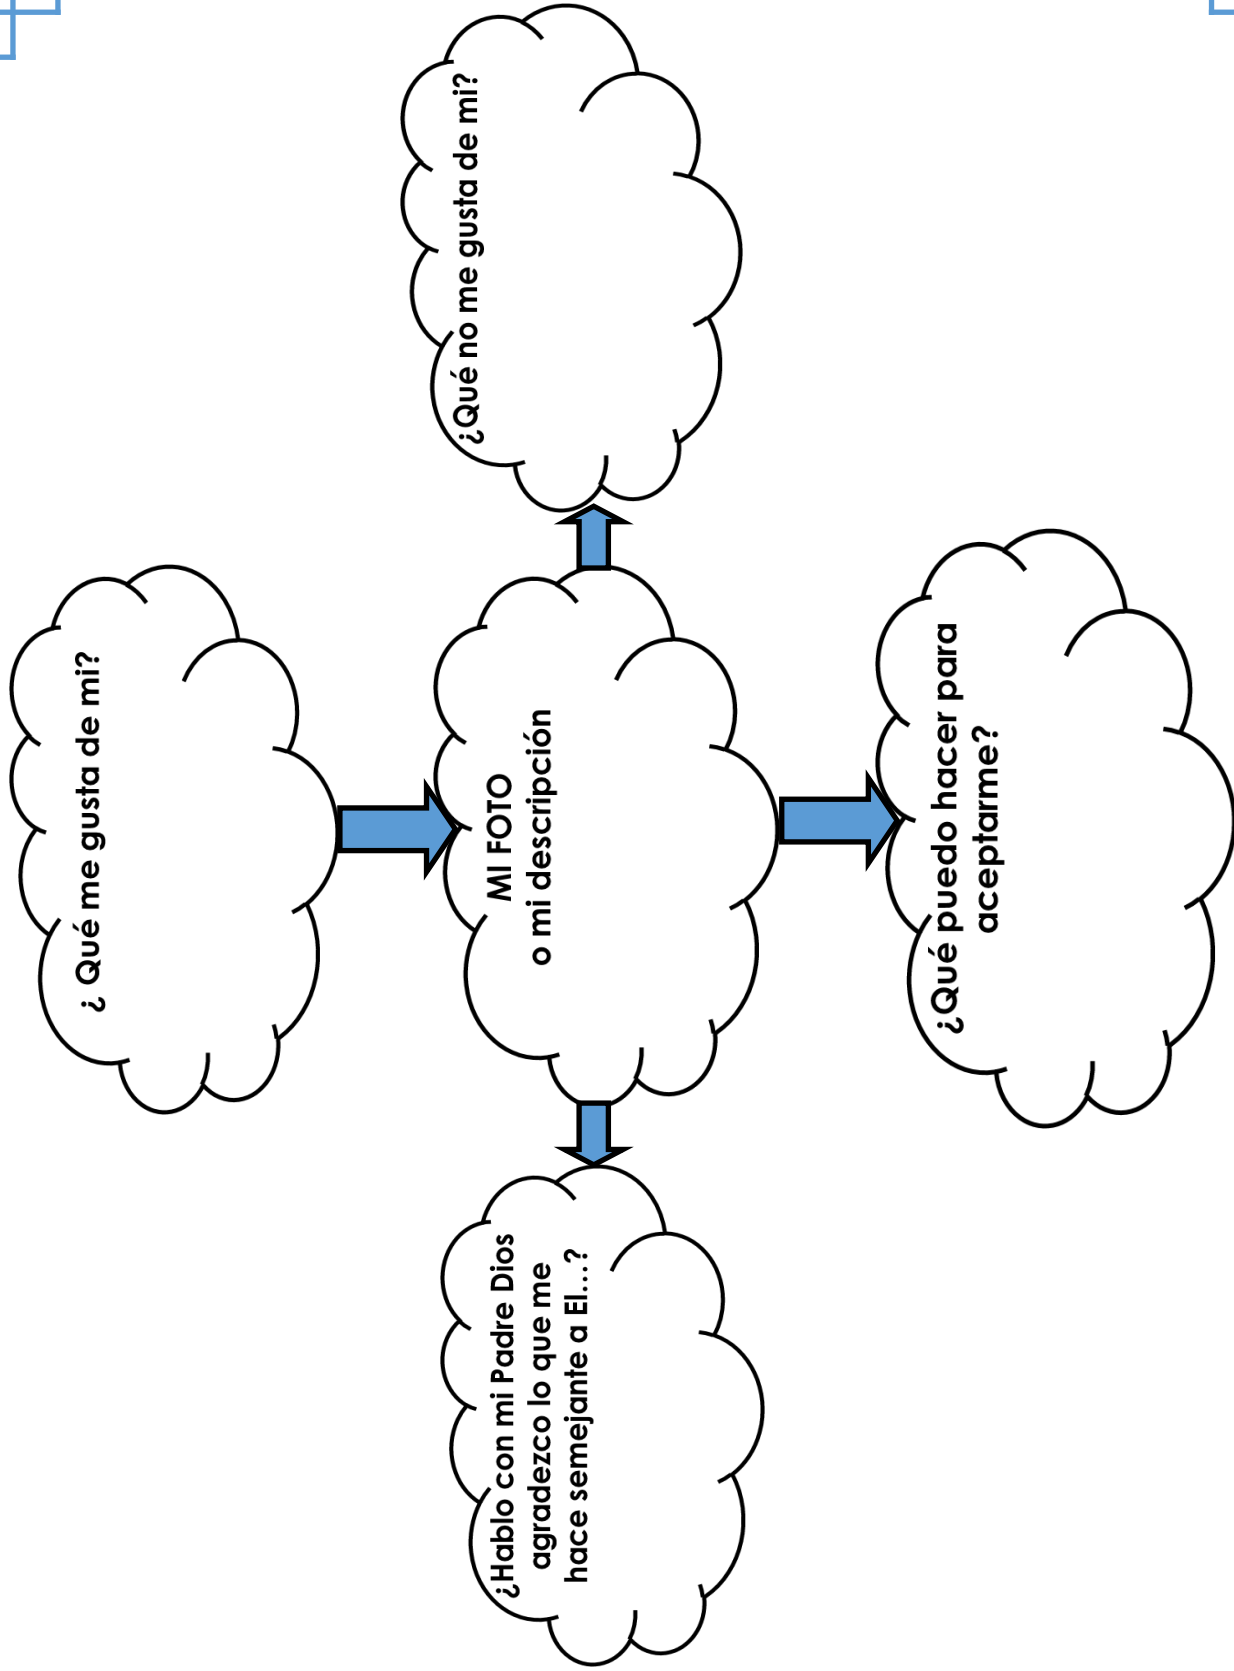 ¿ Qué me gusta de mi?
¿Hablo con mi Padre Dios
agradezco lo que me
hace semejante a El...?
MI FOTO
o mi descripción
¿Qué no me gusta de mi?
¿Qué puedo hacer para
aceptarme?